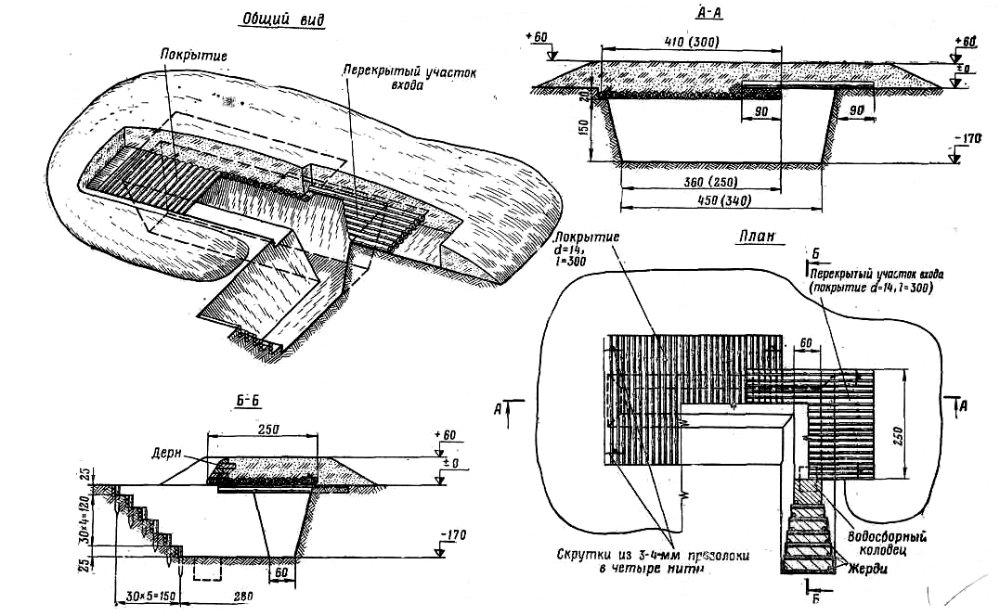 Общий вид
Покрытие
Перекрытый участок
входа
А-А
+60
410 (300)
+60
±0
20
150
90
90
-170
360 (250)
450 (340)
План
Покрытие
d=14,
l=300
Б
Перекрытый участок входа
(покрытие d=14, l=300)
60
А
А
250
Водосборный
колодец
Жерди
Скрутки из 3-4-мм проволоки
в четыре нити
Б
Б-Б
250
Дерн
+60
±0
25
30×4=120
25
-170
60
30×5=150
280